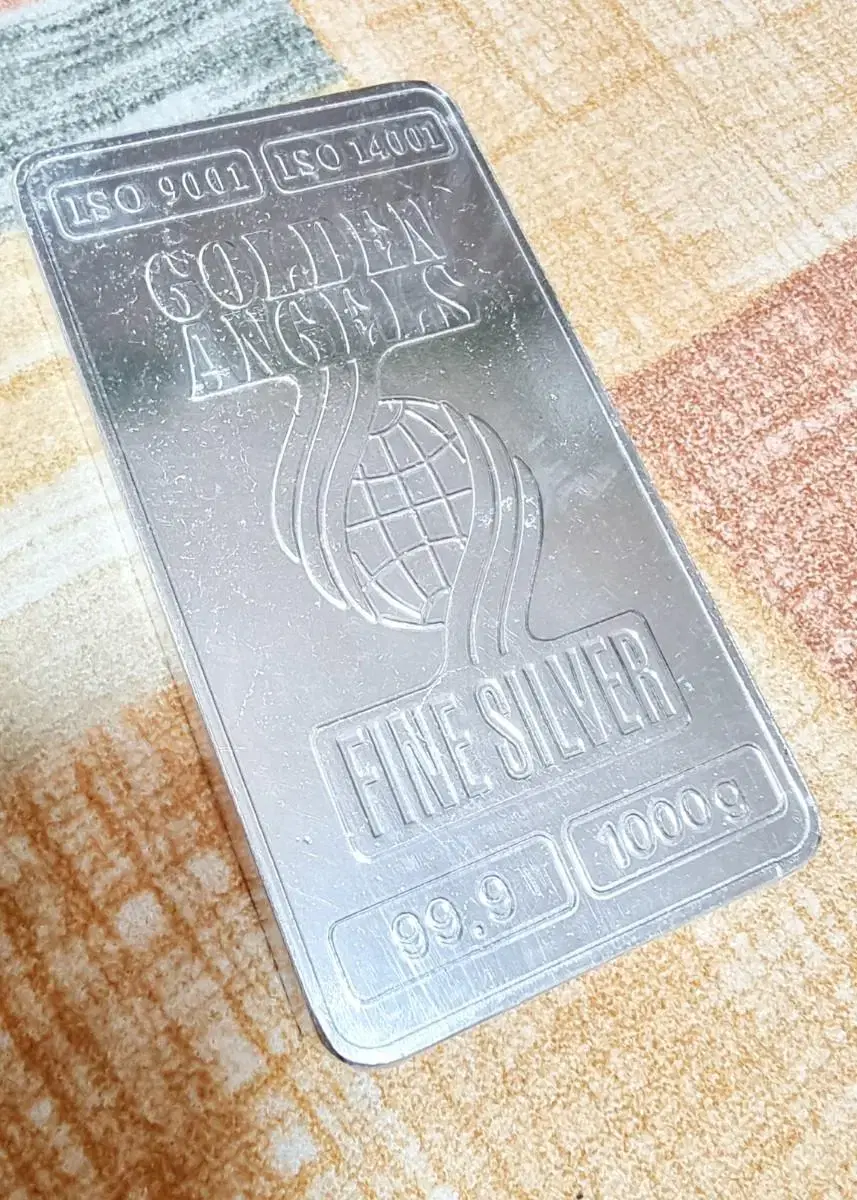 ISO 9001 ISO 14001
GOLDEN
ANGELS
FINE SILVER
99.9
1000g